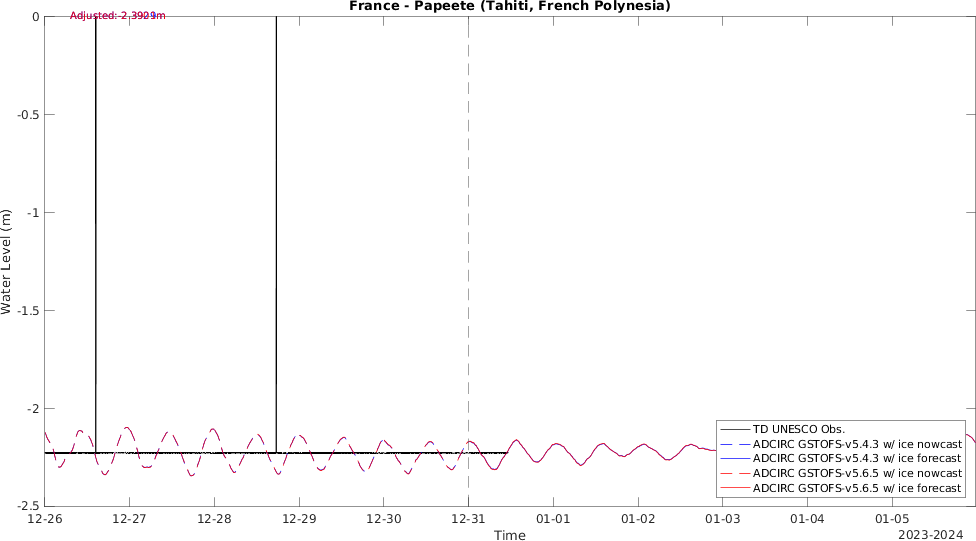 France - Papeete (Tahiti, French Polynesia)
0
-0.5
-1
-1.5
-2
-2.5
Water Level (m)
12-26
12-27
12-28
12-29
12-30
12-31
01-01
01-02
01-03
01-04
01-05
Time
2023-2024
TD UNESCO Obs.
ADCIRC GSTOFS-v5.4.3 w/ ice nowcast
ADCIRC GSTOFS-v5.4.3 w/ ice forecast
ADCIRC GSTOFS-v5.6.5 w/ ice nowcast
ADCIRC GSTOFS-v5.6.5 w/ ice forecast
Adjusted: